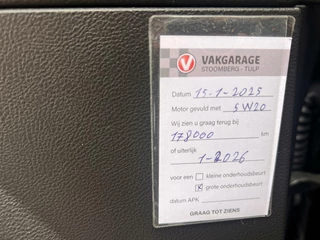 VAKGARAGE
STOOMBERG - TULP
Datum 15-1-2025
Motor gevuld met 5W20
Wij zien u graag terug bij
178000 km
of uiterlijk
1-2026
voor een kleine onderhoudsbeurt
X grote onderhoudsbeurt
datum APK
GRAAG TOT ZIENS